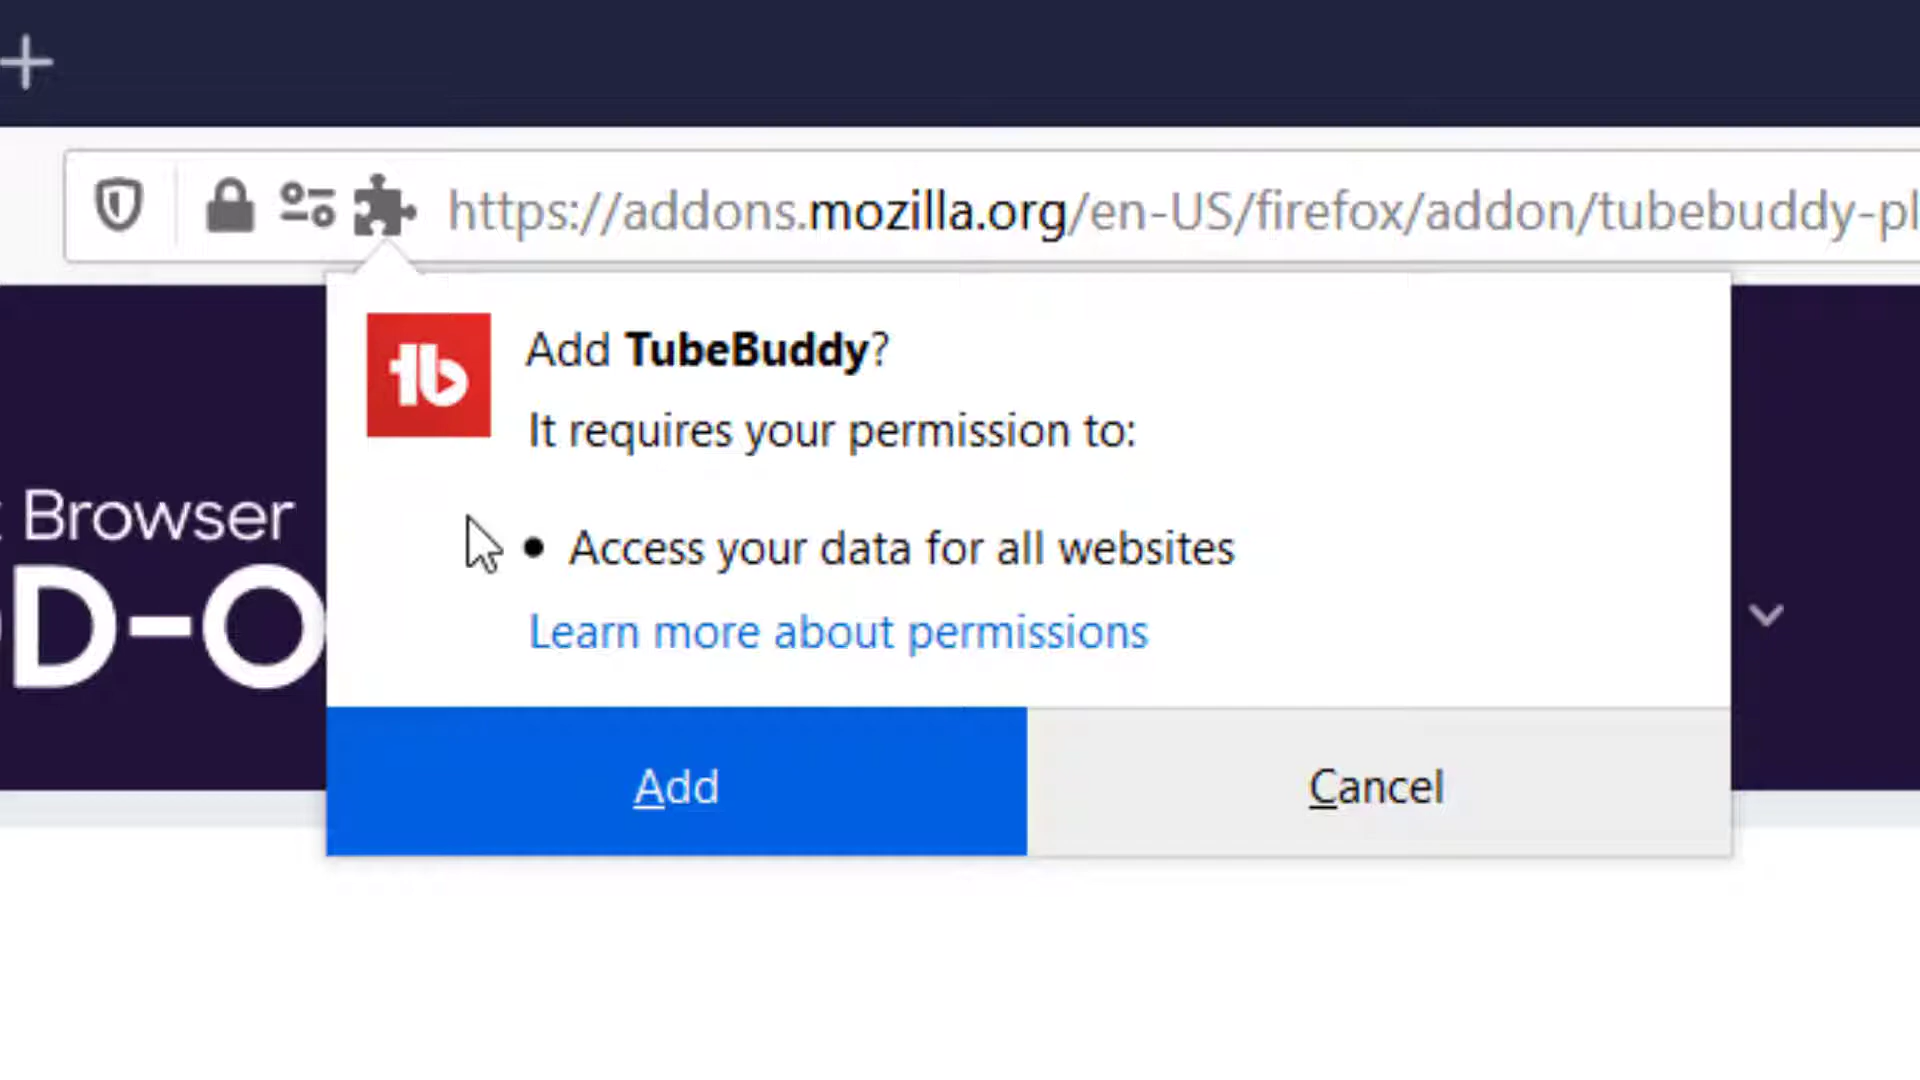 https://addons.mozilla.org/en-US/firefox/addon/tubebuddy-pl
tb
Add TubeBuddy?
It requires your permission to:
Browser
• Access your data for all websites
D-O
Learn more about permissions
Add
Cancel